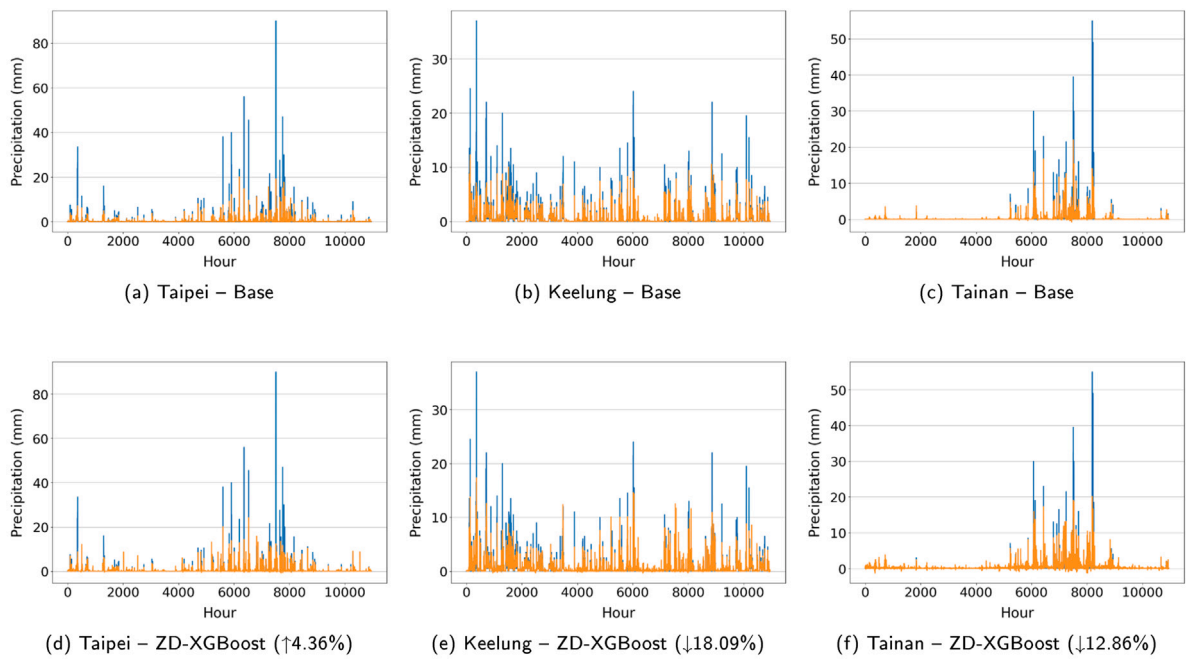 Precipitation (mm)
80
60
40
20
0
0 2000 4000 6000 8000 10000
Hour
(a) Taipei – Base
Precipitation (mm)
30
20
10
0
0 2000 4000 6000 8000 10000
Hour
(b) Keelung – Base
Precipitation (mm)
50
40
30
20
10
0
0 2000 4000 6000 8000 10000
Hour
(c) Tainan – Base
Precipitation (mm)
80
60
40
20
0
0 2000 4000 6000 8000 10000
Hour
(d) Taipei – ZD-XGBoost (↑4.36%)
Precipitation (mm)
30
20
10
0
0 2000 4000 6000 8000 10000
Hour
(e) Keelung – ZD-XGBoost (↓18.09%)
Precipitation (mm)
50
40
30
20
10
0
0 2000 4000 6000 8000 10000
Hour
(f) Tainan – ZD-XGBoost (↓12.86%)